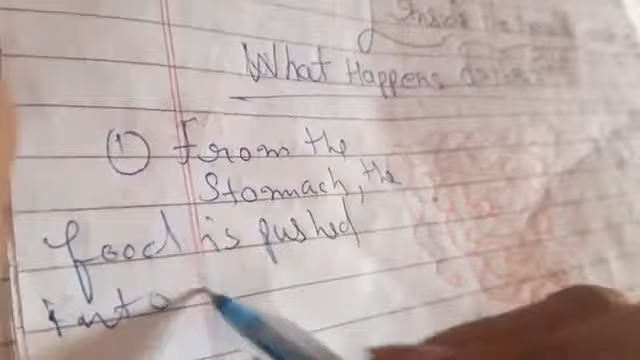 What Happens
① From the
Stomach, the
food is pushed
into